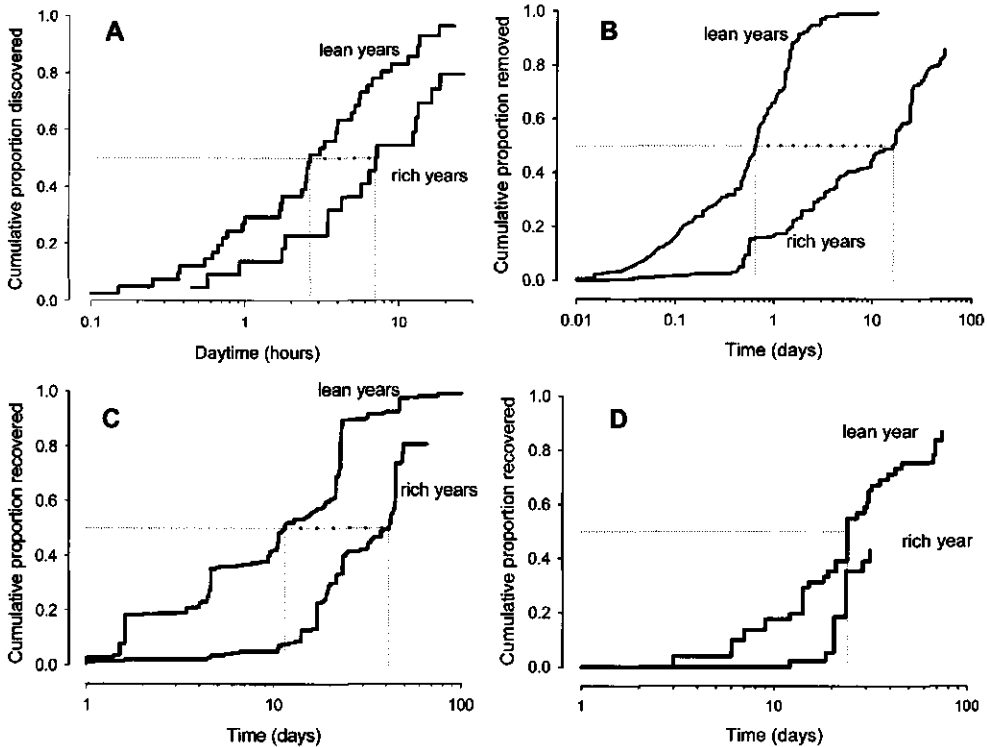 A
Cumulative proportion discovered
1.0
0.8
0.6
0.4
0.2
0.0
lean years
rich years
0.1 1 10
Daytime (hours)
B
Cumulative proportion removed
1.0
0.8
0.6
0.4
0.2
0.0
lean years
rich years
0.01 0.1 1 10 100
Time (days)
C
Cumulative proportion recovered
1.0
0.8
0.6
0.4
0.2
0.0
lean years
rich years
1 10 100
Time (days)
D
Cumulative proportion recovered
1.0
0.8
0.6
0.4
0.2
0.0
lean year
rich year
1 10 100
Time (days)